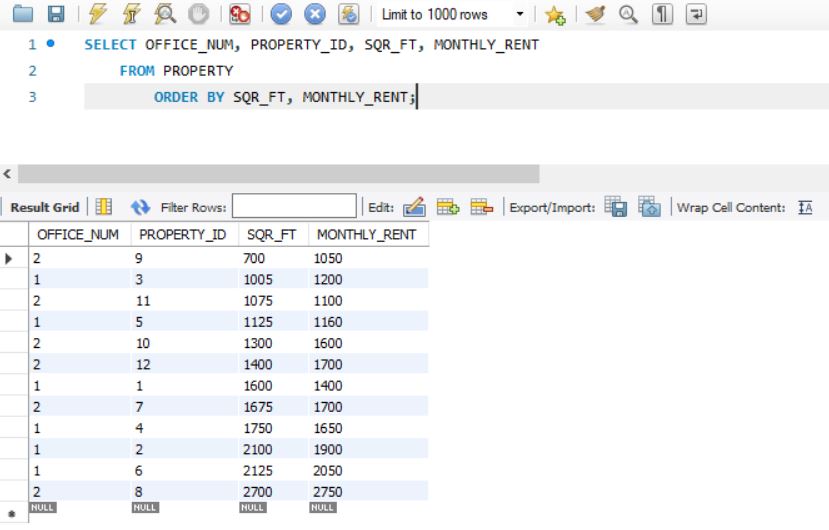 Limit to 1000 rows
1 SELECT OFFICE_NUM, PROPERTY_ID, SQR_FT, MONTHLY_RENT
2 FROM PROPERTY
3 ORDER BY SQR_FT, MONTHLY_RENT;
Result Grid Filter Rows: Edit: Export/Import: Wrap Cell Content: IA
OFFICE_NUM PROPERTY_ID SQR_FT MONTHLY_RENT
2 9 700 1050
1 3 1005 1200
2 11 1075 1100
1 5 1125 1160
2 10 1300 1600
2 12 1400 1700
1 1 1600 1400
2 7 1675 1700
1 4 1750 1650
1 2 2100 1900
1 6 2125 2050
2 8 2700 2750
NULL NULL NULL NULL